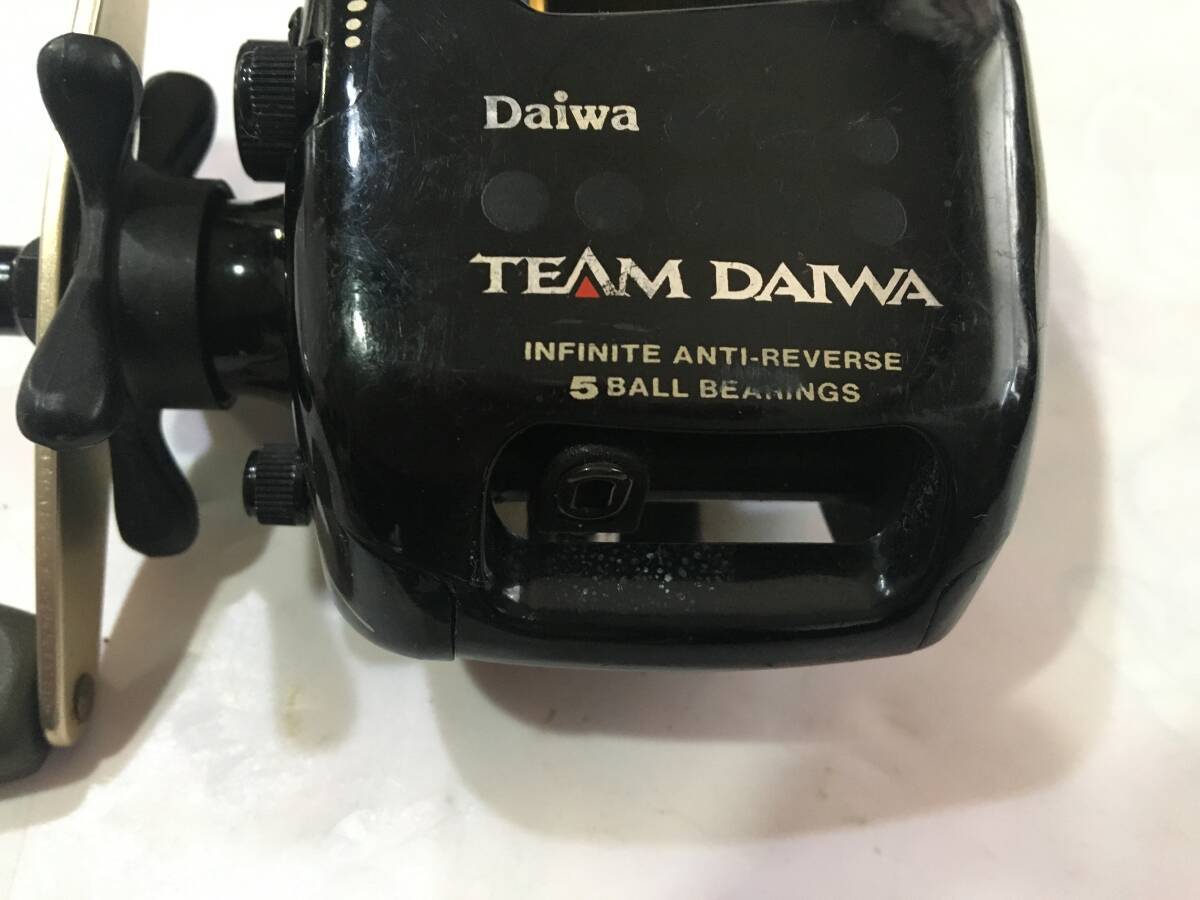 Daiwa
TEAM DAIWA
INFINITE ANTI-REVERSE
5 BALL BEARINGS